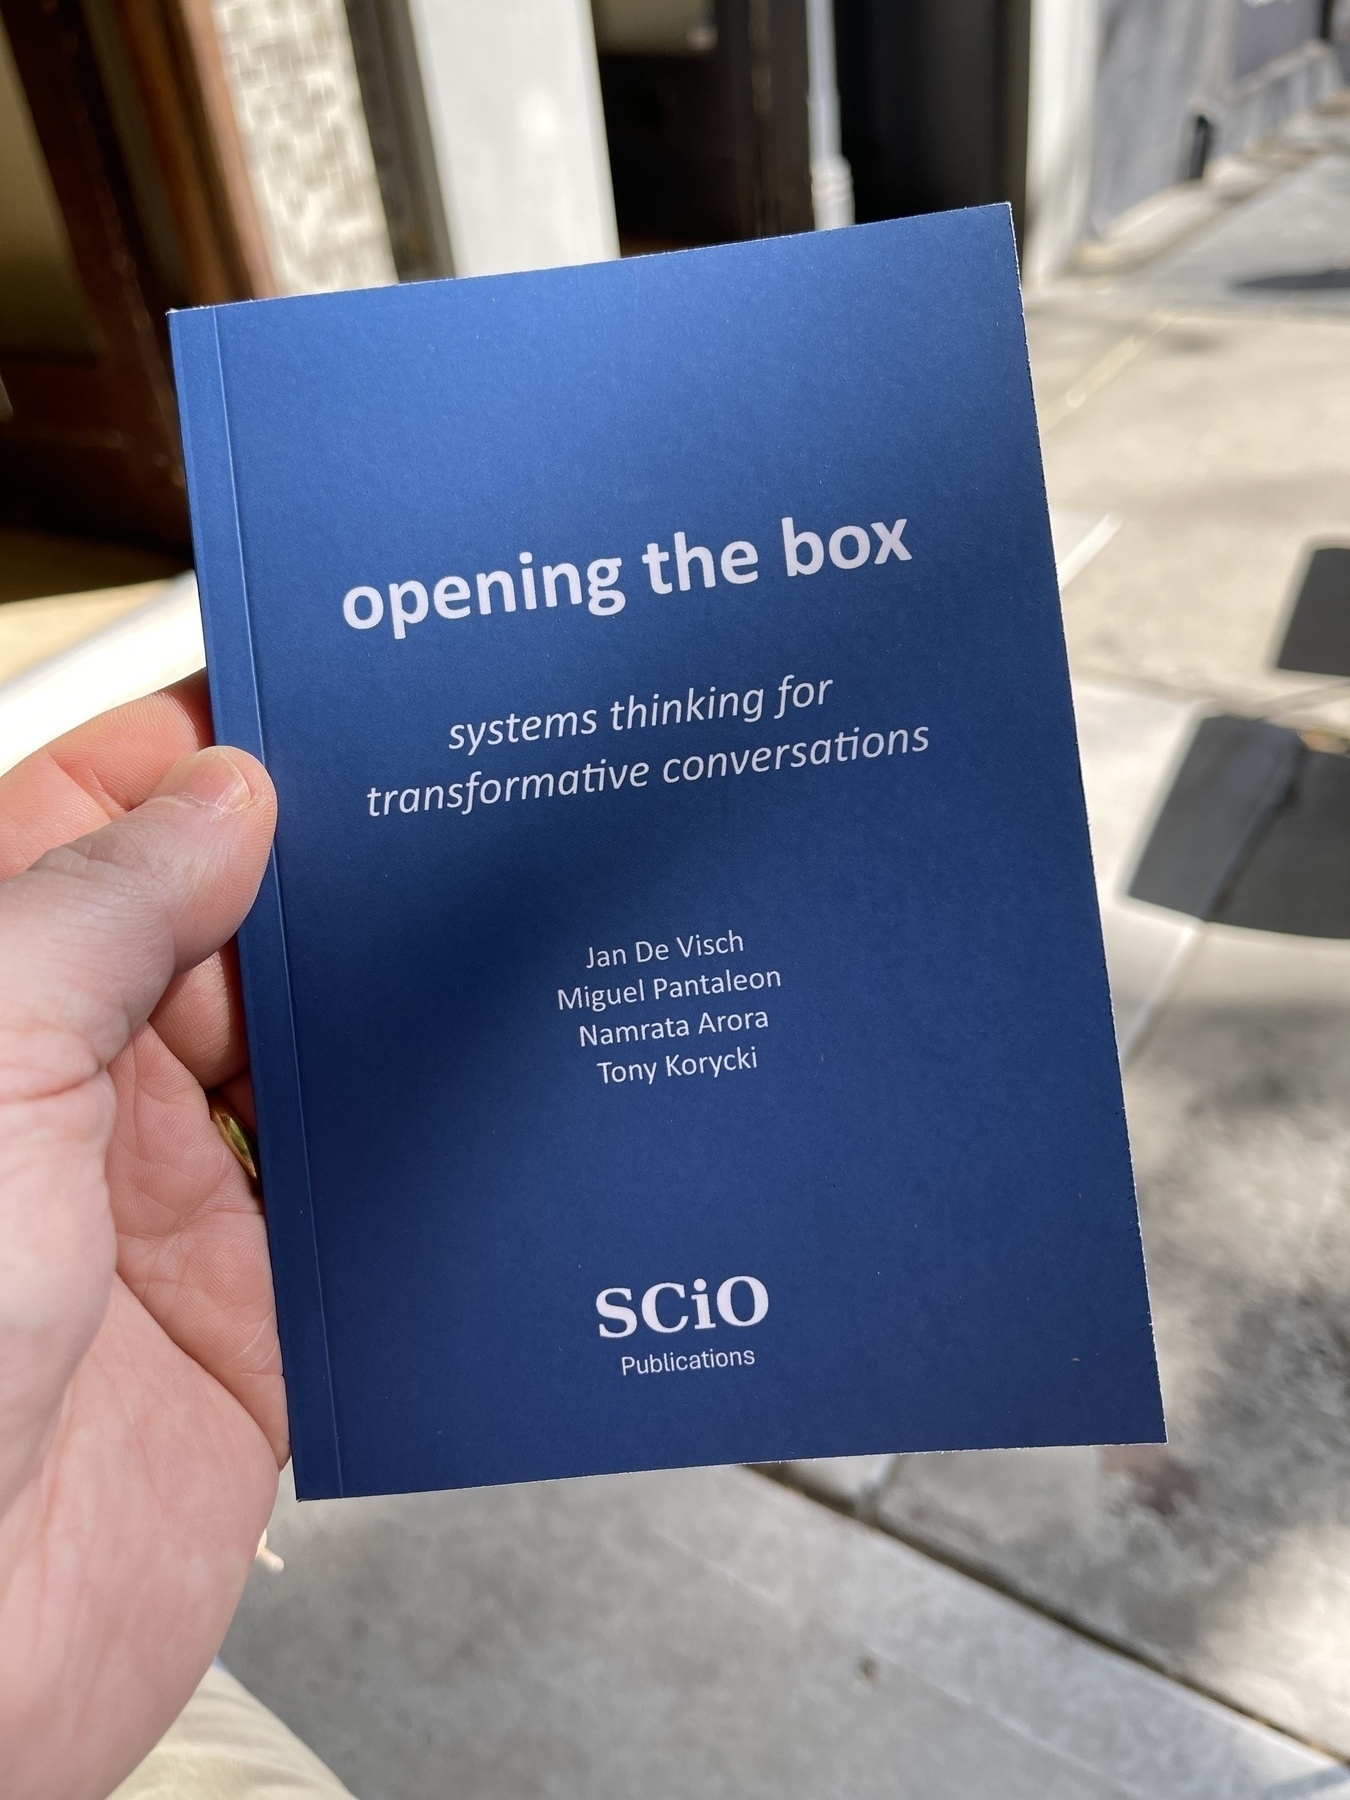 opening the box
systems thinking for
transformative conversations
Jan De Visch
Miguel Pantaleon
Namrata Arora
Tony Korycki
SCiO
Publications